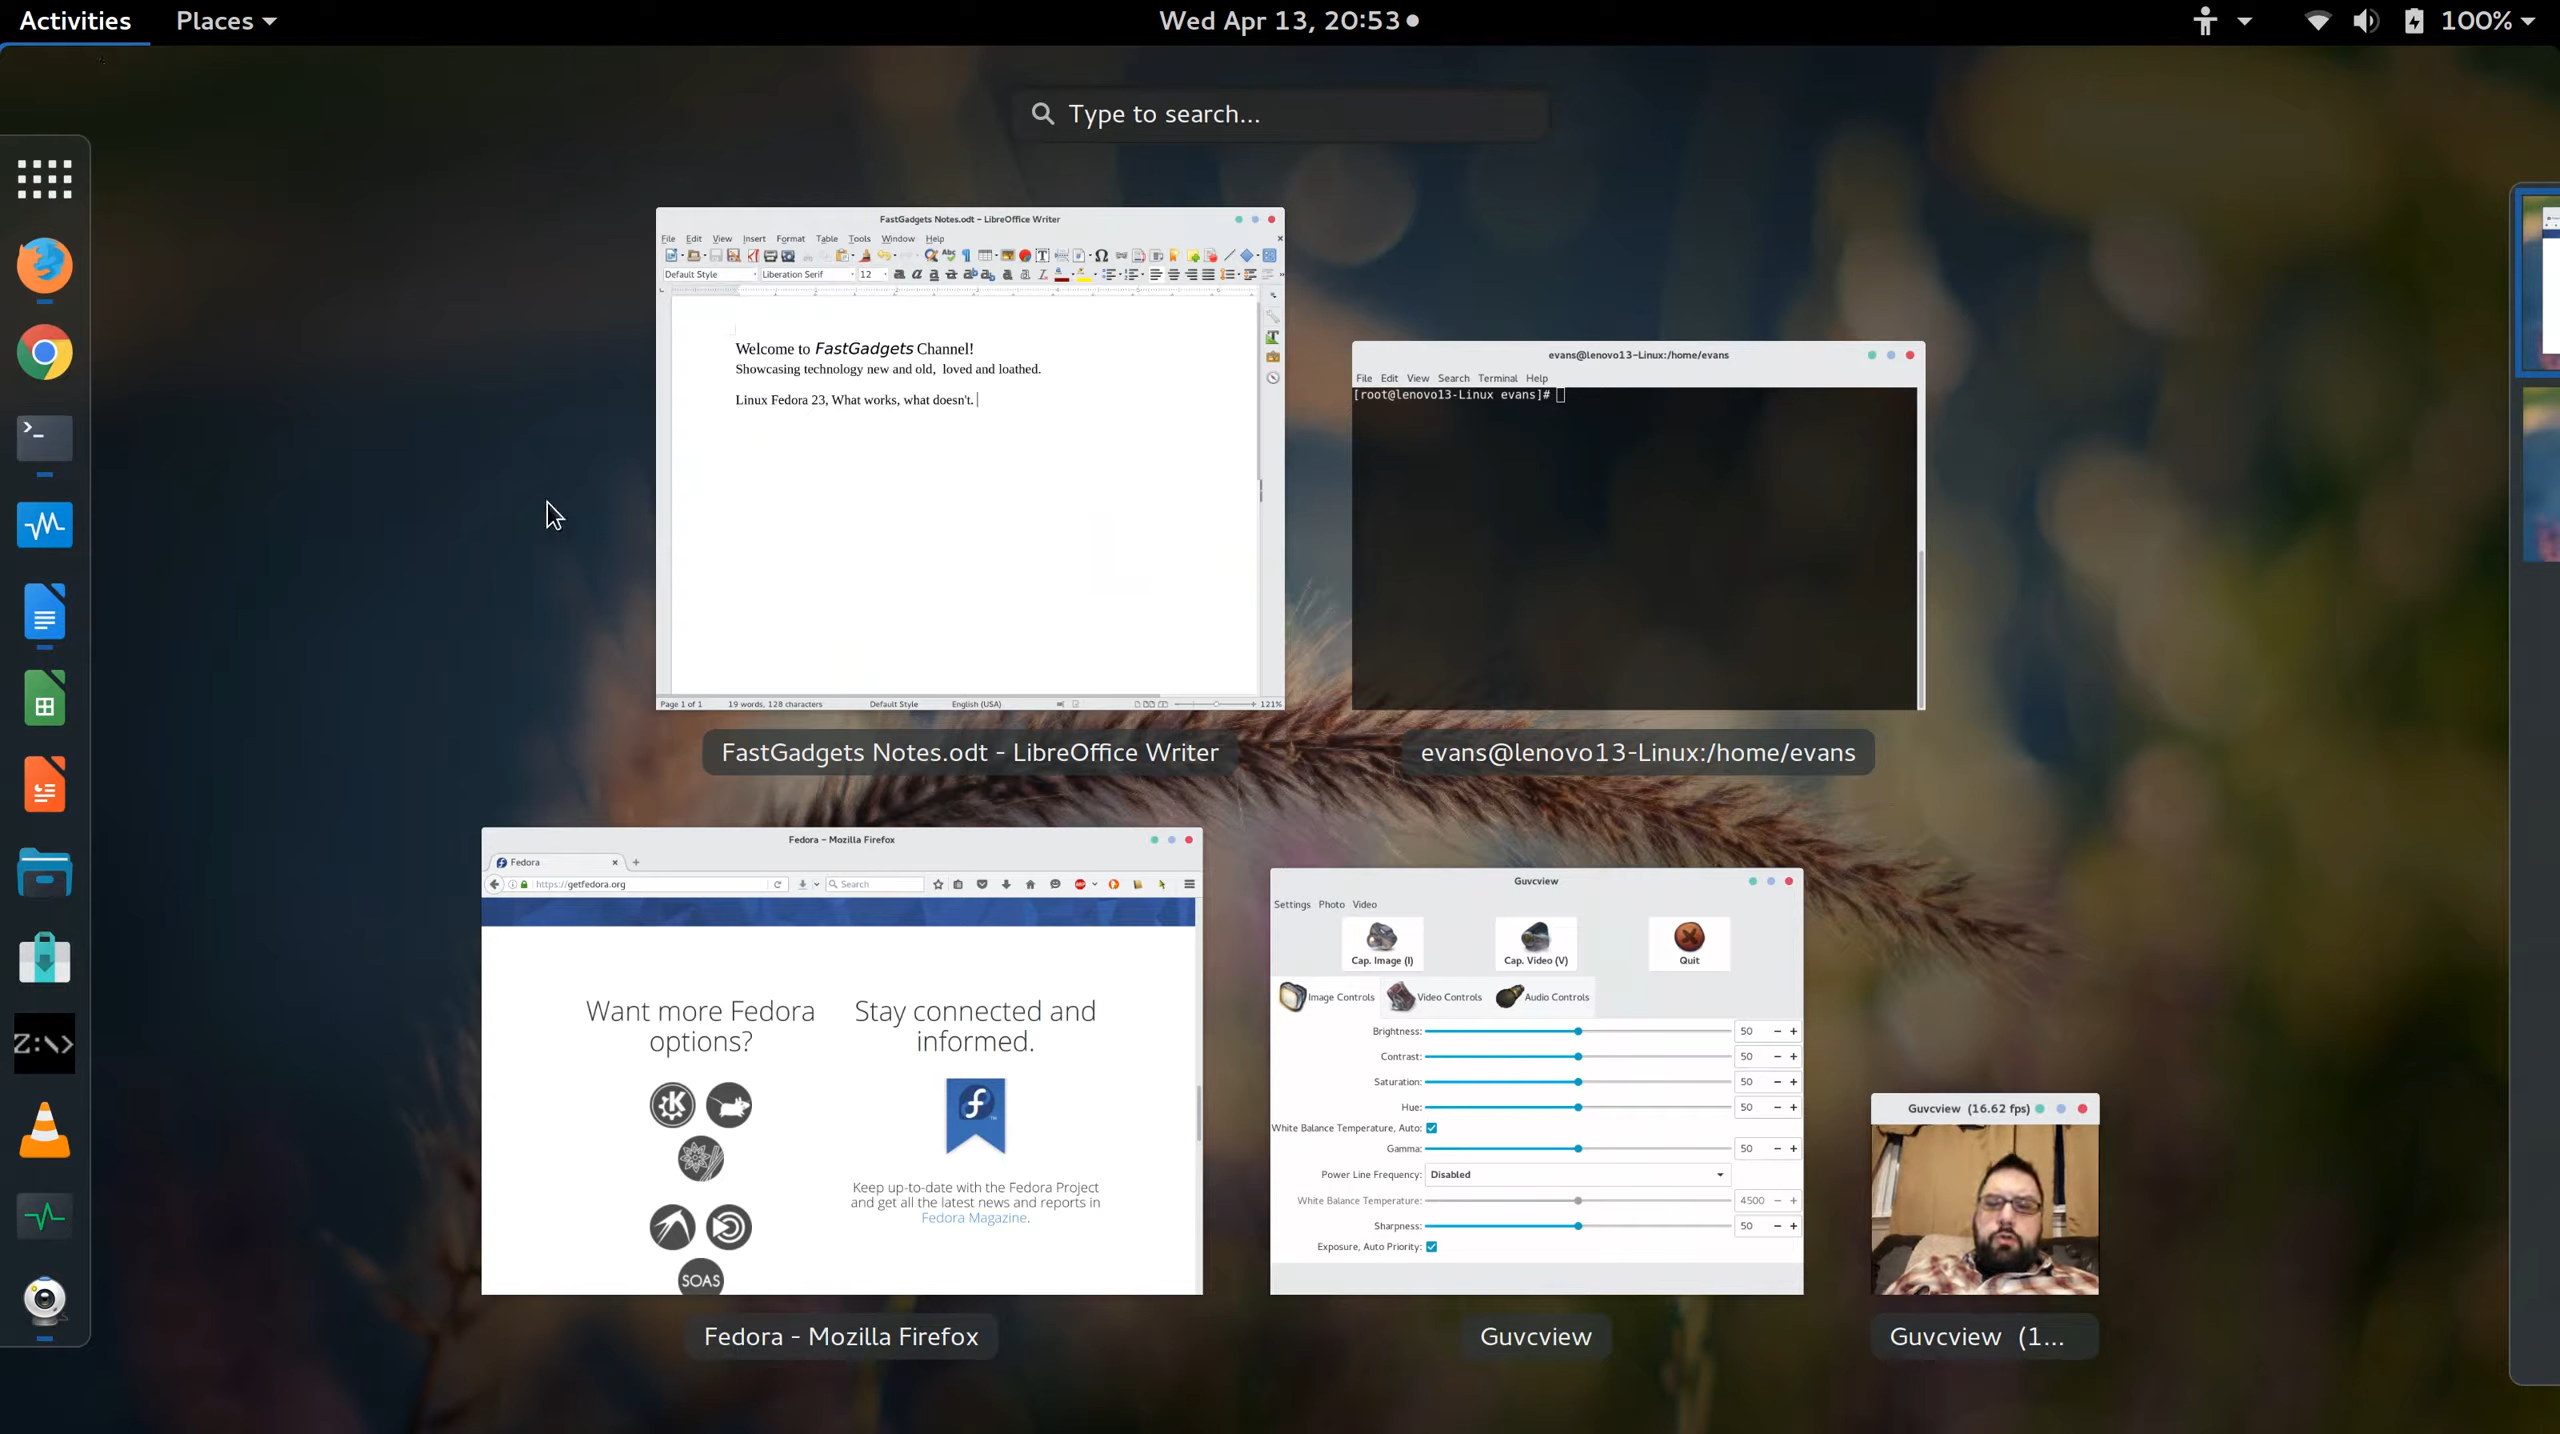 Activities Places Wed Apr 13, 20:53 100%
Type to search...
FastGadgets Notes.odt - LibreOffice Writer
File Edit View Insert Format Table Tools Window Help
Default Style Liberation Serif 12
Welcome to FastGadgets Channel!
Showcasing technology new and old, loved and loathed.
Linux Fedora 23, What works, what doesn't.
Page 1 of 1 19 words, 128 characters Default Style English (USA) 121%
FastGadgets Notes.odt - LibreOffice Writer
evans@lenovo13-Linux:/home/evans
File Edit View Search Terminal Help
[root@lenovo13-Linux evans]#
evans@lenovo13-Linux:/home/evans
Z:\>
Fedora - Mozilla Firefox
Fedora
https://getfedora.org Search
Want more Fedora
options?
SOAS
Stay connected and
informed.
Keep up-to-date with the Fedora Project
and get all the latest news and reports in
Fedora Magazine.
Fedora - Mozilla Firefox
Guvcview
Settings Photo Video
Cap. Image (I) Cap. Video (V) Quit
Image Controls Video Controls Audio Controls
Brightness: 50 - +
Contrast: 50 - +
Saturation: 50 - +
Hue: 50 - +
White Balance Temperature, Auto:
Gamma: 50 - +
Power Line Frequency: Disabled
White Balance Temperature: 4500 - +
Sharpness: 50 - +
Exposure, Auto Priority:
Guvcview
Guvcview (16.62 fps)
Guvcview (1...